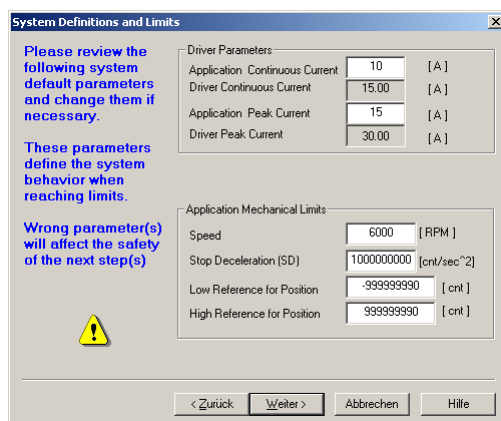 System Definitions and Limits
Please review the
following system
default parameters
and change them if
necessary.
These parameters
define the system
behavior when
reaching limits.
Wrong parameter(s)
will affect the safety
of the next step(s)
Driver Parameters
Application Continuous Current 10 [A]
Driver Continuous Current 15.00 [A]
Application Peak Current 15 [A]
Driver Peak Current 30.00 [A]
Application Mechanical Limits
Speed 6000 [RPM]
Stop Deceleration (SD) 1000000000 [cnt/sec^2]
Low Reference for Position -999999990 [cnt]
High Reference for Position 999999990 [cnt]
< Zurück Weiter > Abbrechen Hilfe